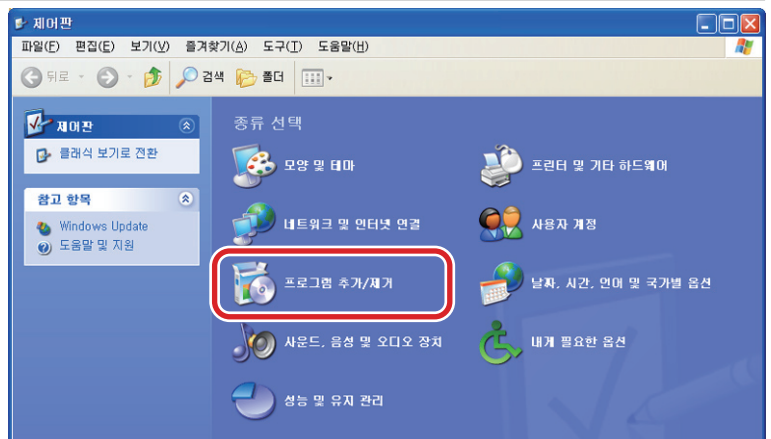 제어판
파일(F) 편집(E) 보기(V) 즐겨찾기(A) 도구(T) 도움말(H)
뒤로 검색 폴더
제어판
클래식 보기로 전환
참고 항목
Windows Update
도움말 및 지원
종류 선택
모양 및 테마
프린터 및 기타 하드웨어
네트워크 및 인터넷 연결
사용자 계정
프로그램 추가/제거
날짜, 시간, 언어 및 국가별 옵션
사운드, 음성 및 오디오 장치
내게 필요한 옵션
성능 및 유지 관리